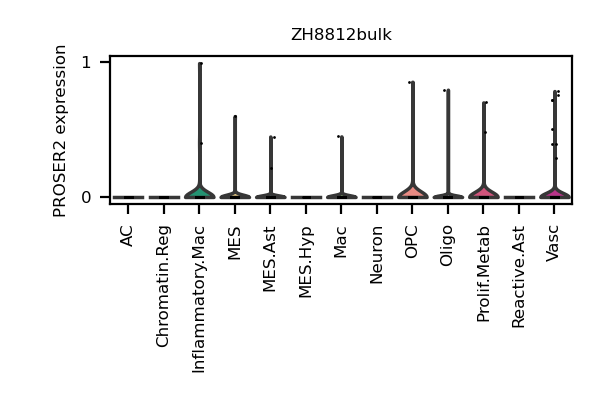 ZH8812bulk
PROSER2 expression
1
0
AC
Chromatin.Reg
Inflammatory.Mac
MES
MES.Ast
MES.Hyp
Mac
Neuron
OPC
Oligo
Prolif.Metab
Reactive.Ast
Vasc